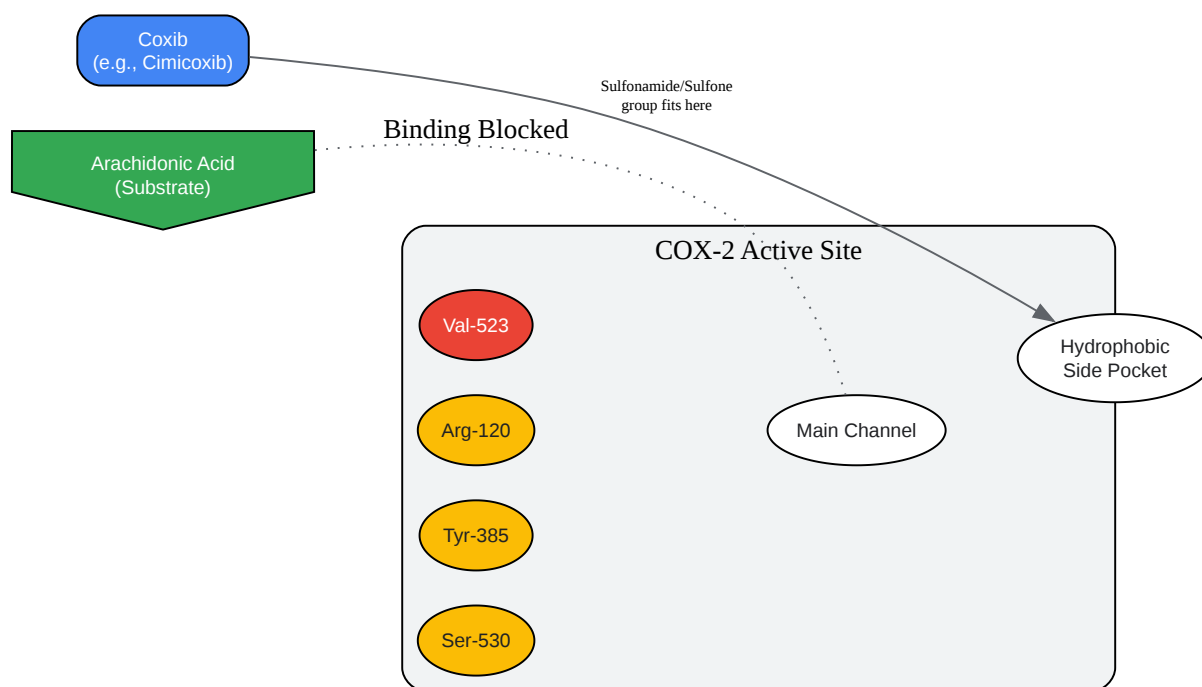 Coxib
(e.g., Cimicoxib)
Sulfonamide/Sulfone
group fits here
Binding Blocked
Arachidonic Acid
(Substrate)
COX-2 Active Site
Val-523
Hydrophobic
Side Pocket
Arg-120
Main Channel
Tyr-385
Ser-530